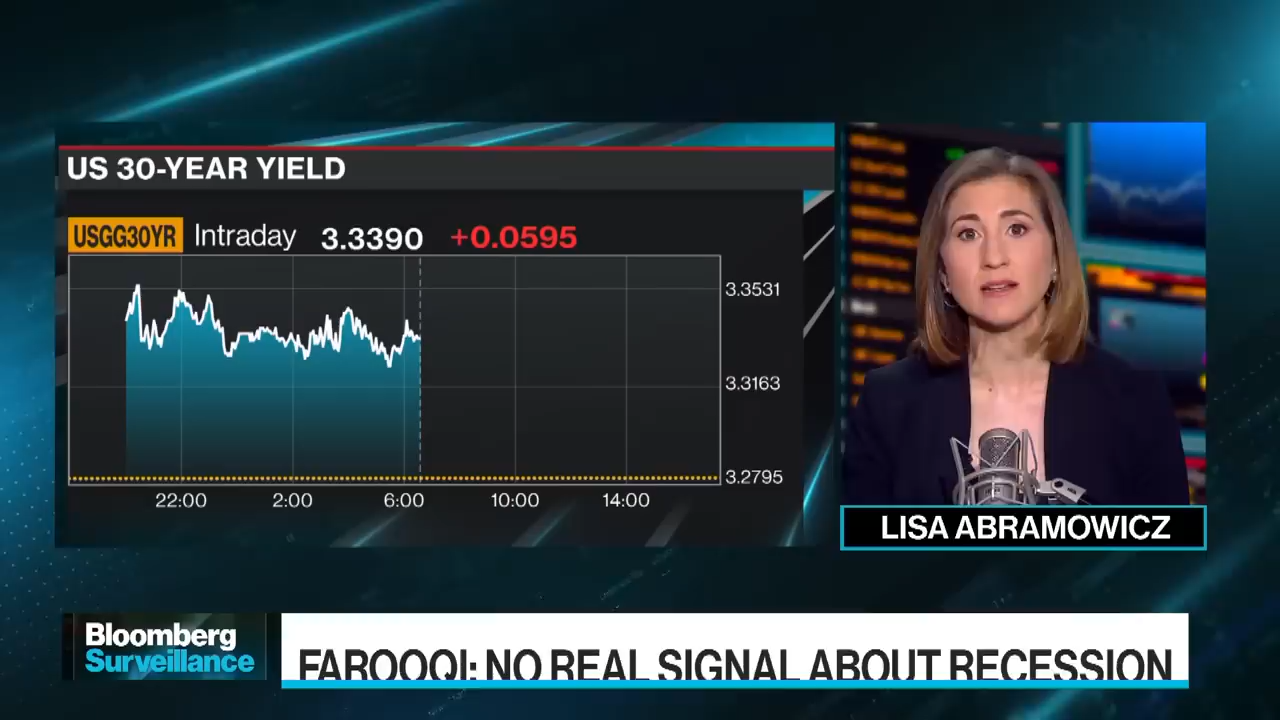 US 30-YEAR YIELD
USGG30YR Intraday 3.3390 +0.0595
3.3531
3.3163
3.2795
22:00 2:00 6:00 10:00 14:00
LISA ABRAMOWICZ
Bloomberg
Surveillance
FAROOQI: NO REAL SIGNAL ABOUT RECESSION